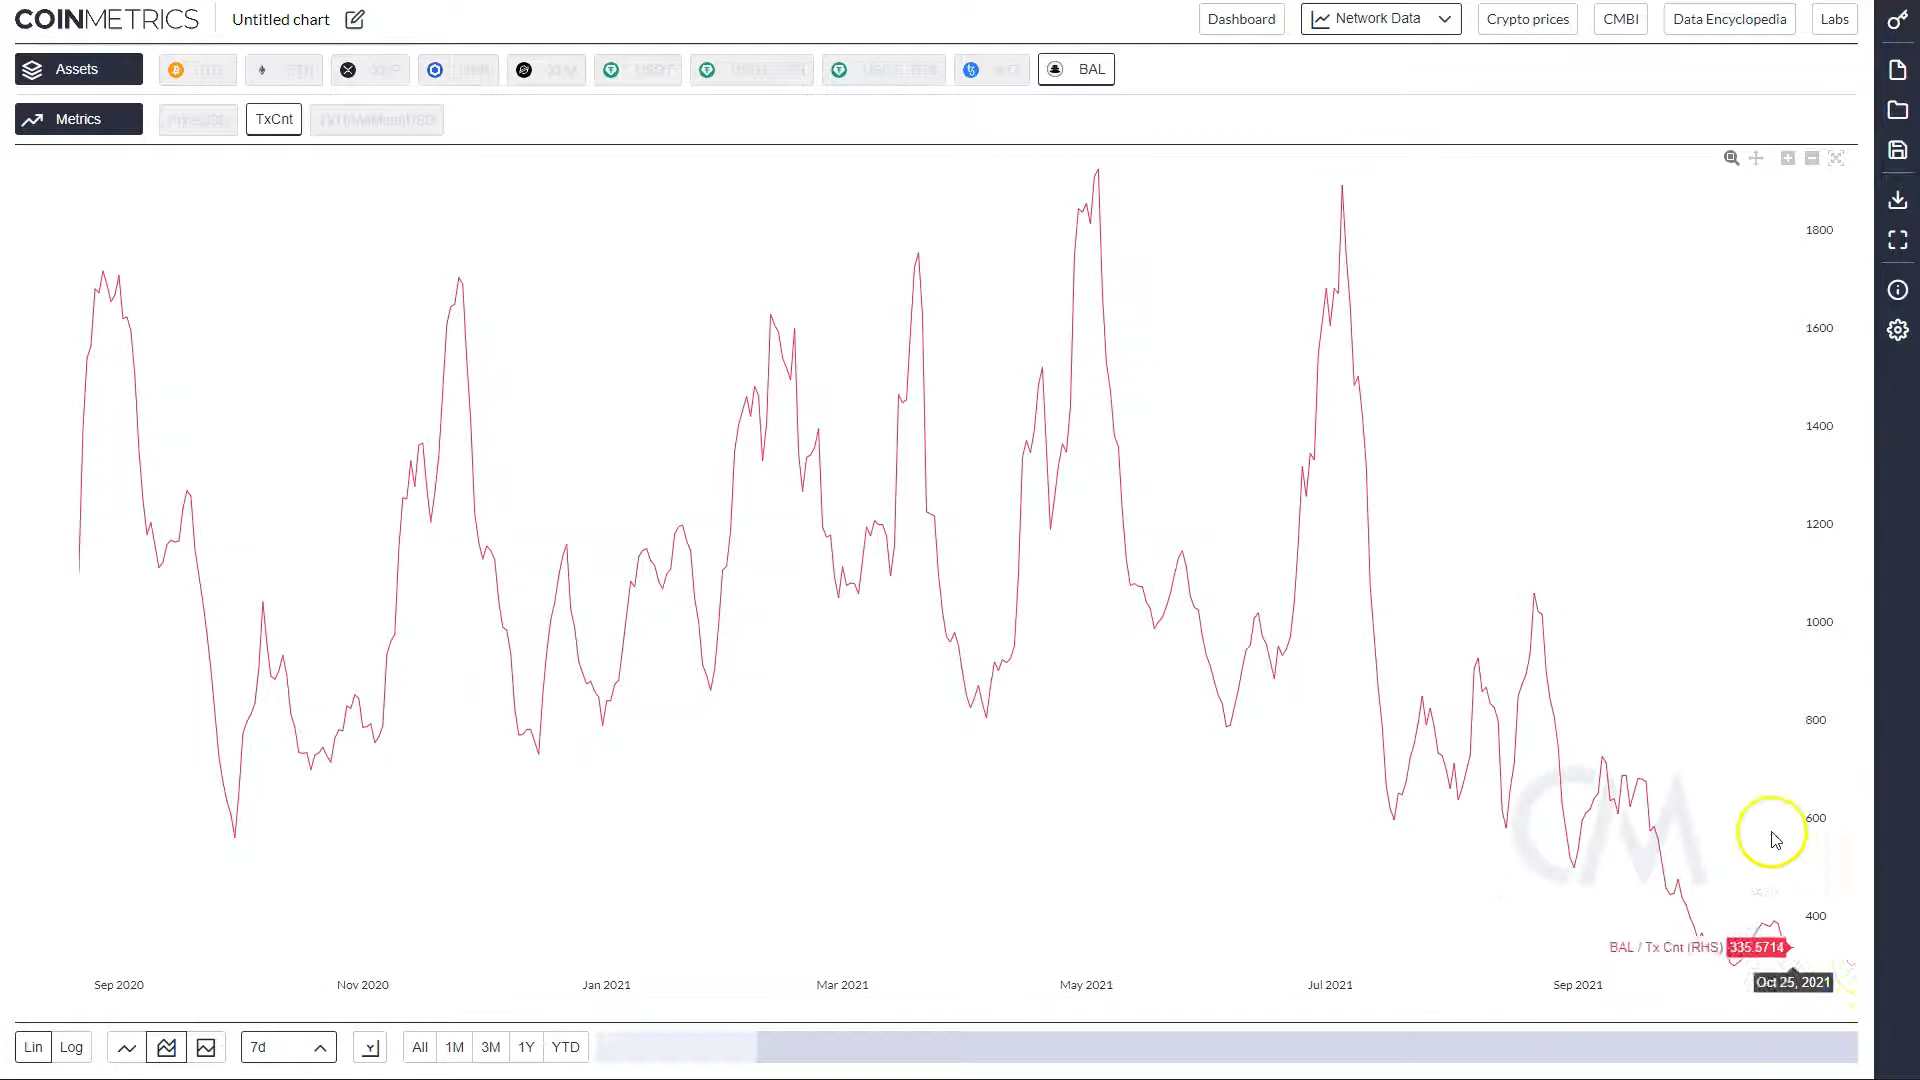 COINMETRICS Untitled chart Dashboard Network Data Crypto prices CMBI Data Encyclopedia Labs
Assets BAL
Metrics TxCnt
1800
1600
1400
1200
1000
800
600
400
CM
BAL / Tx Cnt (RHS) 335.5714
Sep 2020 Nov 2020 Jan 2021 Mar 2021 May 2021 Jul 2021 Sep 2021 Oct 25, 2021
Lin Log 7d All 1M 3M 1Y YTD